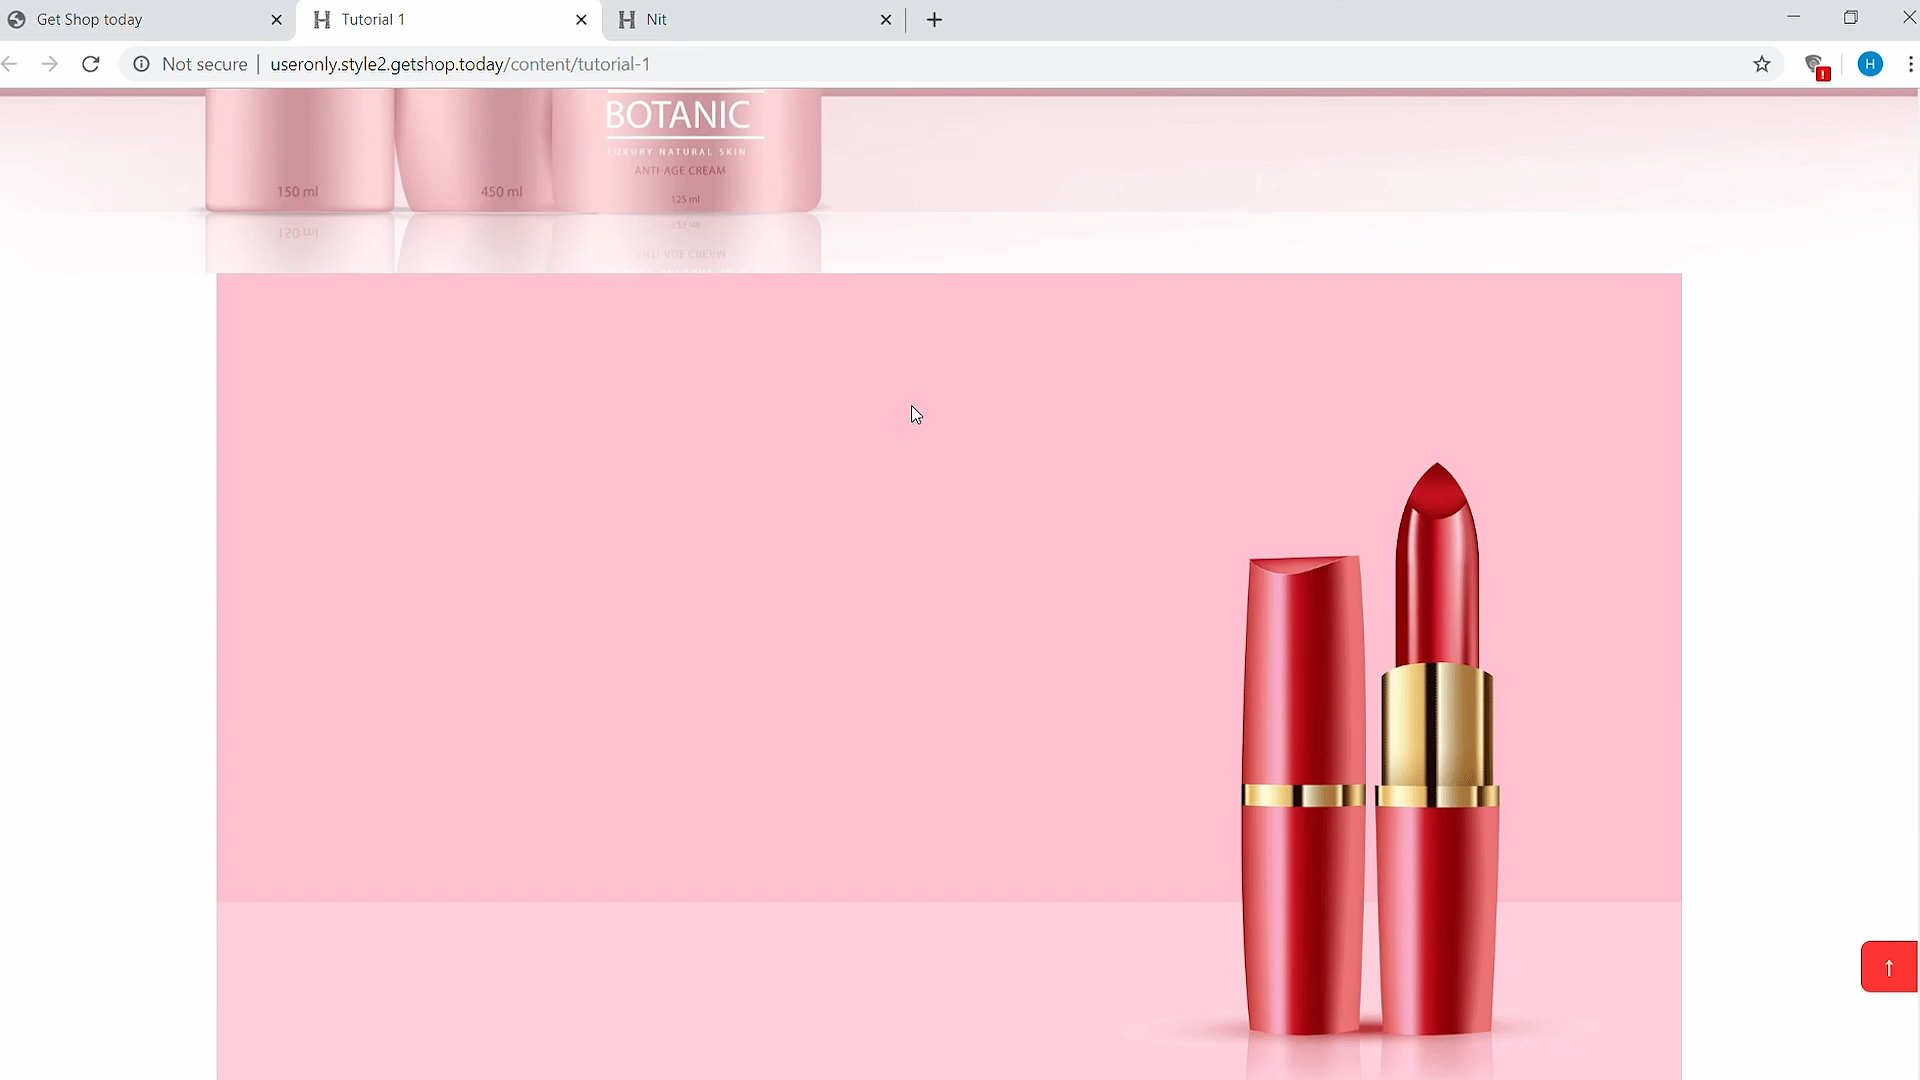 Get Shop today
Tutorial 1
Nit
Not secure
useronly.style2.getshop.today/content/tutorial-1
H
BOTANIC
LUXURY NATURAL SKIN
ANTI-AGE CREAM
150 ml
450 ml
125 ml